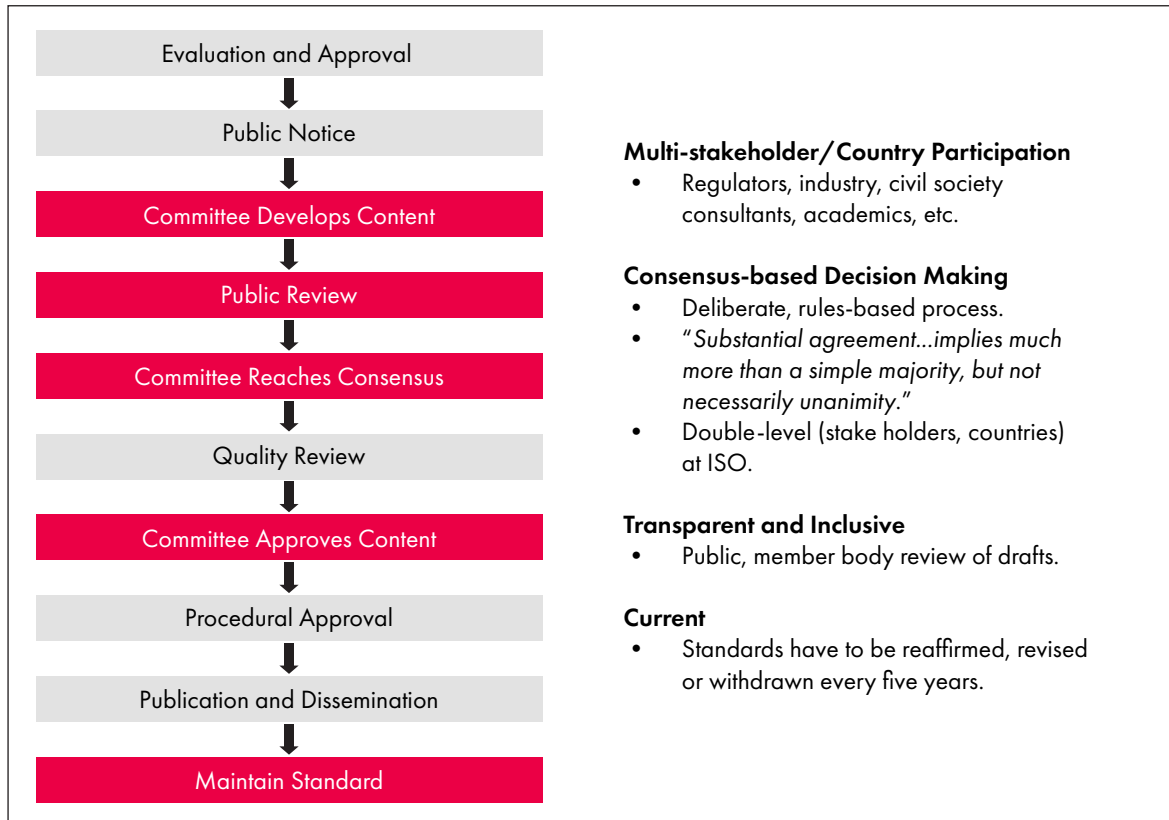 Evaluation and Approval
Public Notice
Committee Develops Content
Public Review
Committee Reaches Consensus
Quality Review
Committee Approves Content
Procedural Approval
Publication and Dissemination
Maintain Standard
Multi-stakeholder/Country Participation
• Regulators, industry, civil society
consultants, academics, etc.
Consensus-based Decision Making
• Deliberate, rules-based process.
• “Substantial agreement...implies much
more than a simple majority, but not
necessarily unanimity.”
• Double-level (stake holders, countries)
at ISO.
Transparent and Inclusive
• Public, member body review of drafts.
Current
• Standards have to be reaffirmed, revised
or withdrawn every five years.